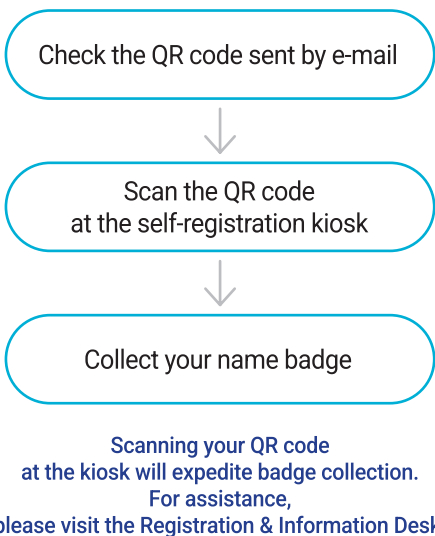 Check the QR code sent by e-mail
Scan the QR code
at the self-registration kiosk
Collect your name badge
Scanning your QR code
at the kiosk will expedite badge collection.
For assistance,
please visit the Registration & Information Desk